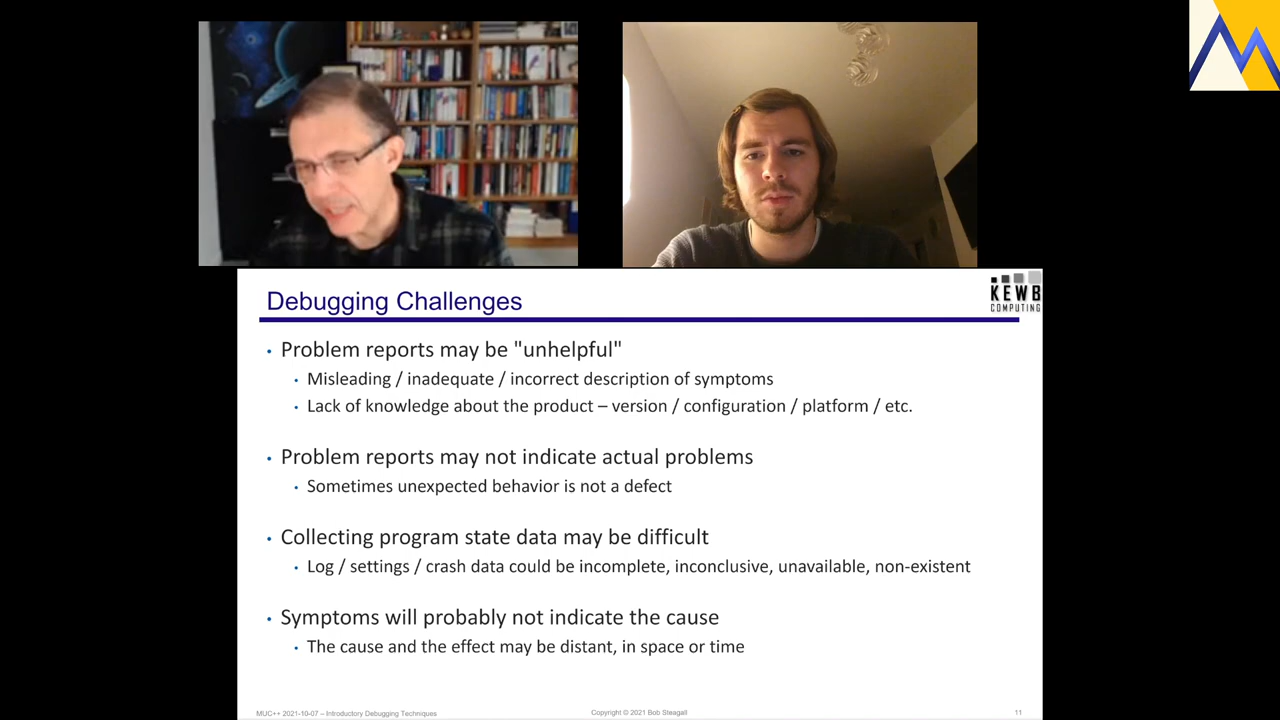 Debugging Challenges
KEWB
COMPUTING
• Problem reports may be "unhelpful"
• Misleading / inadequate / incorrect description of symptoms
• Lack of knowledge about the product – version / configuration / platform / etc.
• Problem reports may not indicate actual problems
• Sometimes unexpected behavior is not a defect
• Collecting program state data may be difficult
• Log / settings / crash data could be incomplete, inconclusive, unavailable, non-existent
• Symptoms will probably not indicate the cause
• The cause and the effect may be distant, in space or time
MUC++ 2021-10-07 – Introductory Debugging Techniques
Copyright © 2021 Bob Steagall
11